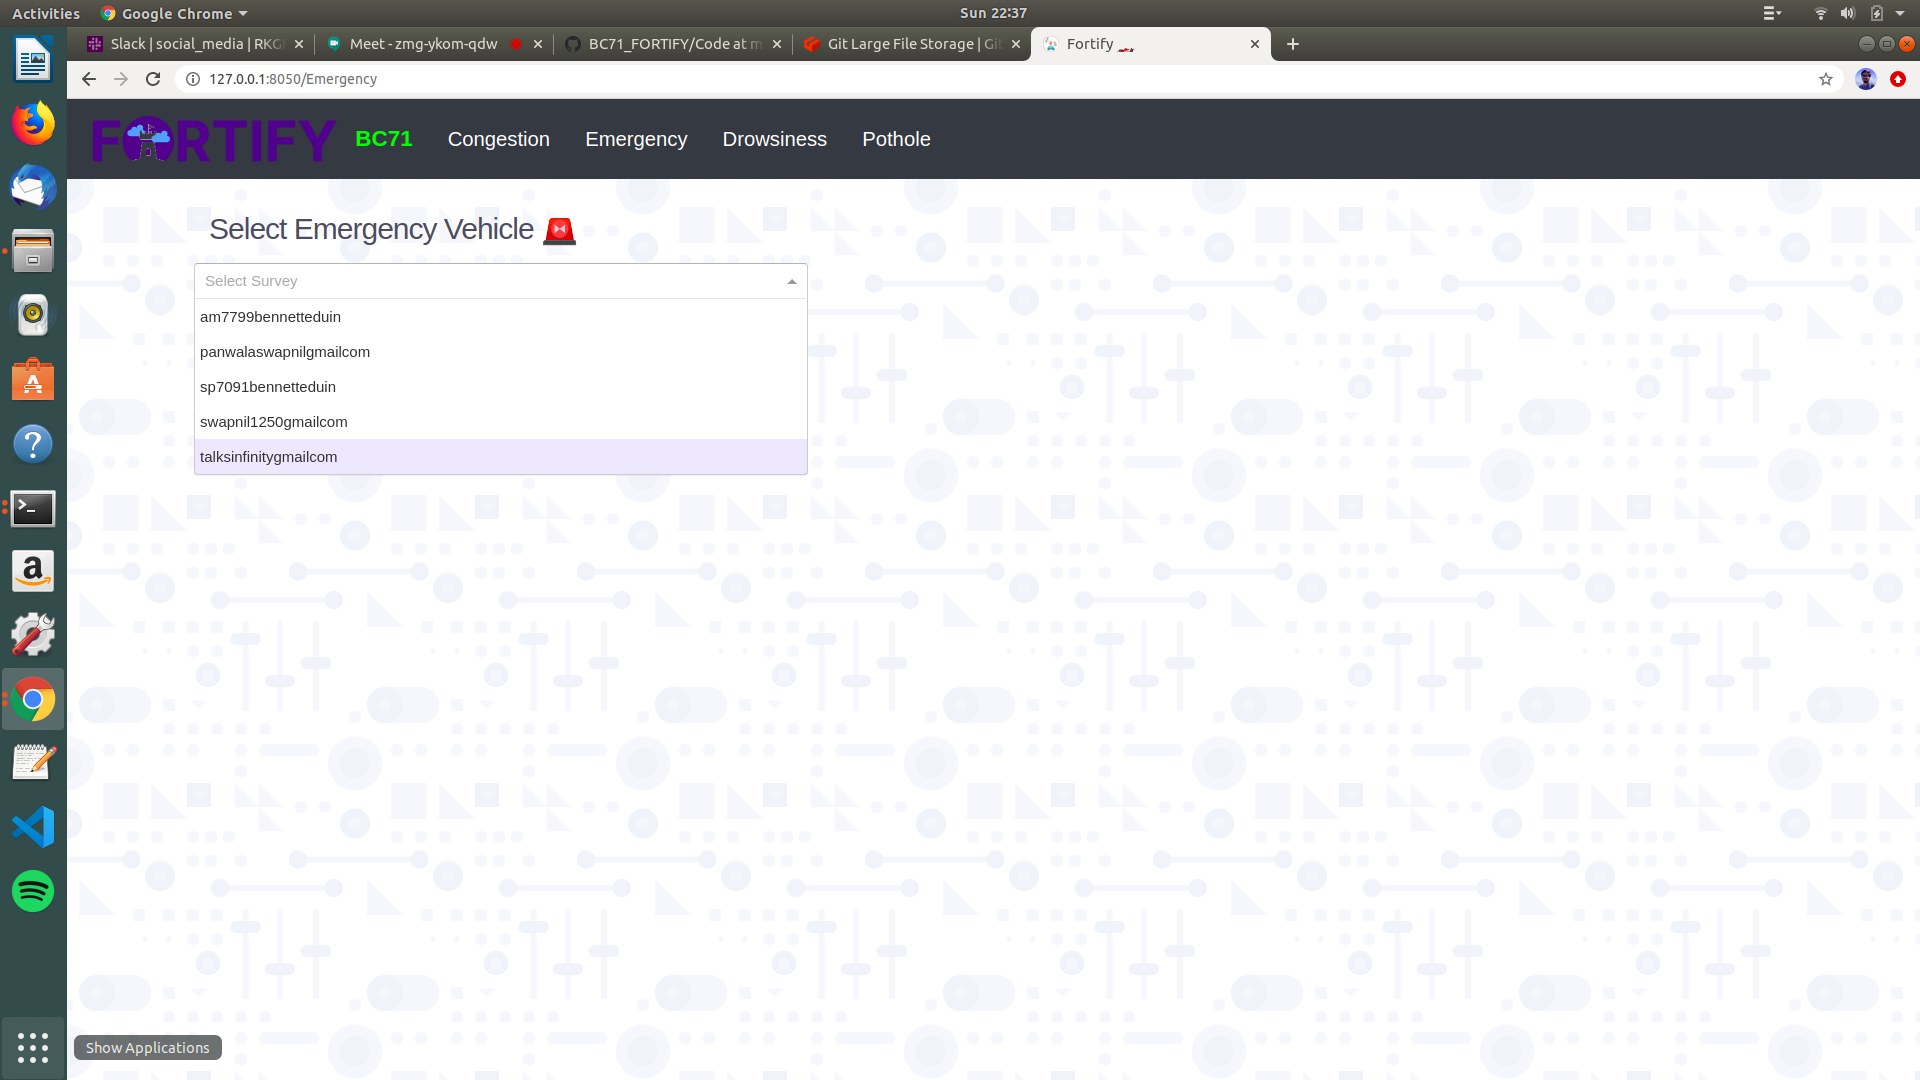 Activities
Google Chrome
Sun 22:37
Slack | social_media | RKG
Meet - zmg-ykom-qdw
BC71_FORTIFY/Code at m
Git Large File Storage | Git
Fortify
127.0.0.1:8050/Emergency
FORTIFY
BC71
Congestion
Emergency
Drowsiness
Pothole
Select Emergency Vehicle
Select Survey
am7799bennetteduin
panwalaswapnilgmailcom
sp7091bennetteduin
swapnil1250gmailcom
talksinfinitygmailcom
Show Applications